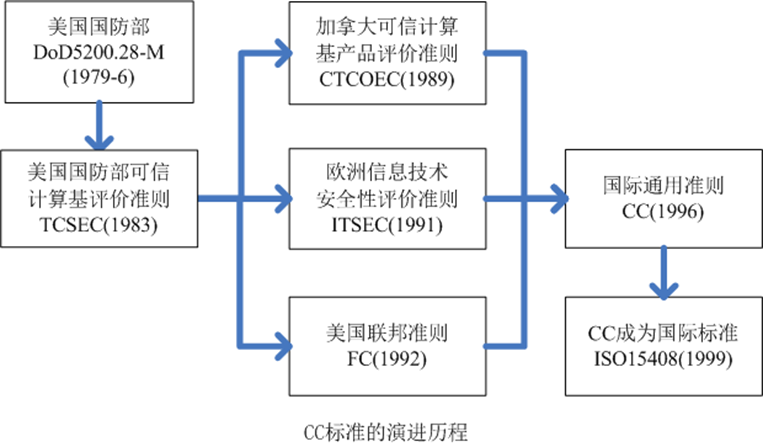 美国国防部
DoD5200.28-M
(1979-6)
美国国防部可信
计算基评价准则
TCSEC(1983)
加拿大可信计算
基产品评价准则
CTCOEC(1989)
欧洲信息技术
安全性评价准则
ITSEC(1991)
美国联邦准则
FC(1992)
国际通用准则
CC(1996)
CC成为国际标准
ISO15408(1999)
CC标准的演进历程